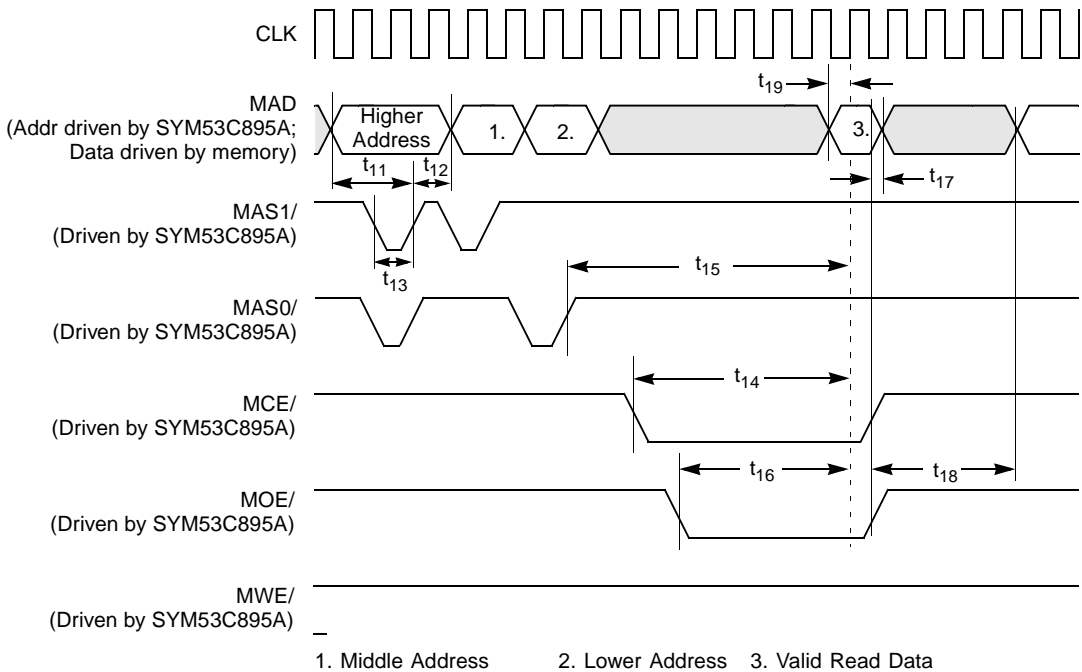 CLK
t19
MAD
(Addr driven by SYM53C895A;
Data driven by memory)
Higher
Address
1.
2.
3.
t11
t12
t17
MAS1/
(Driven by SYM53C895A)
t13
t15
MAS0/
(Driven by SYM53C895A)
t14
MCE/
(Driven by SYM53C895A)
t16
t18
MOE/
(Driven by SYM53C895A)
MWE/
(Driven by SYM53C895A)
1. Middle Address 2. Lower Address 3. Valid Read Data